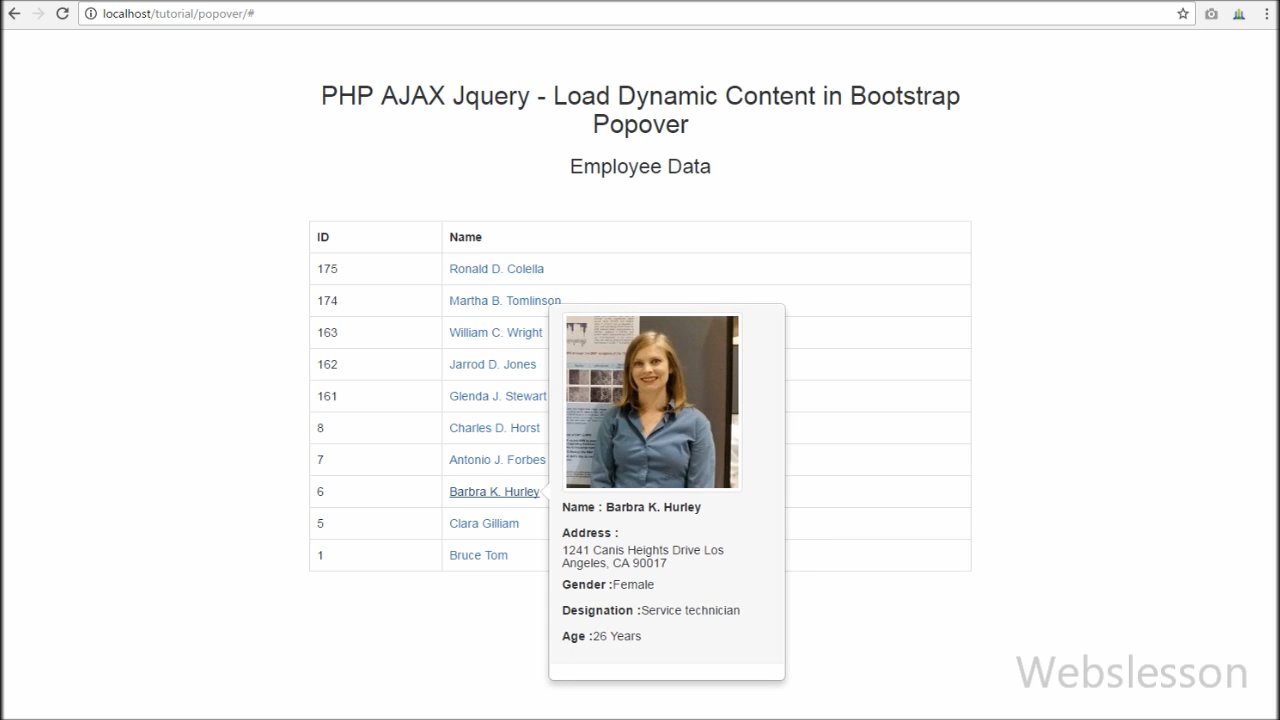 localhost/tutorial/popover/#
PHP AJAX Jquery - Load Dynamic Content in Bootstrap
Popover
Employee Data
ID Name
175 Ronald D. Colella
174 Martha B. Tomlinson
163 William C. Wright
162 Jarrod D. Jones
161 Glenda J. Stewart
8 Charles D. Horst
7 Antonio J. Forbes
6 Barbra K. Hurley
5 Clara Gilliam
1 Bruce Tom
Name : Barbra K. Hurley
Address :
1241 Canis Heights Drive Los
Angeles, CA 90017
Gender :Female
Designation :Service technician
Age :26 Years
Webslesson